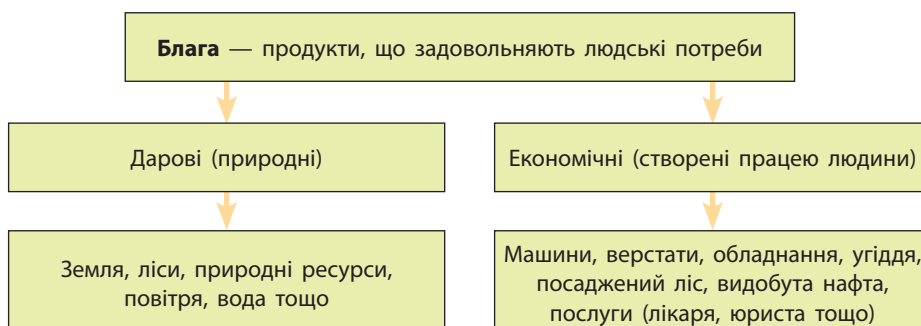 Блага — продукти, що задовольняють людські потреби
Дарові (природні)
Економічні (створені працею людини)
Земля, ліси, природні ресурси,
повітря, вода тощо
Машини, верстати, обладнання, угіддя,
посаджений ліс, видобута нафта,
послуги (лікаря, юриста тощо)